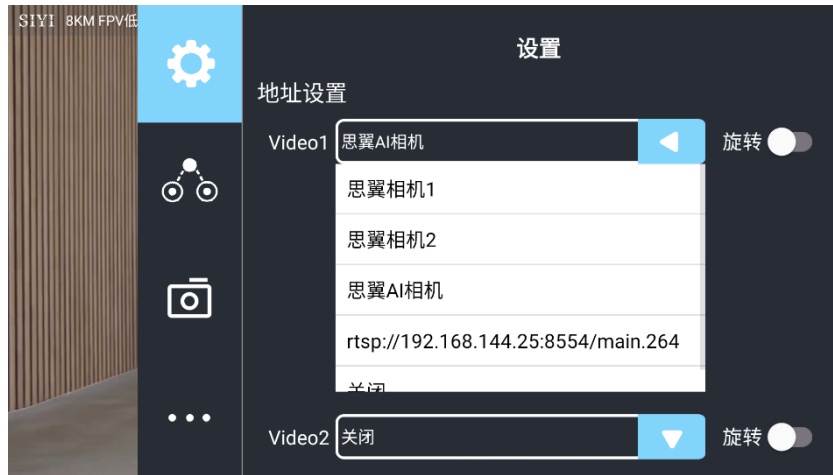 SIYI 8KM FPV低
设置
地址设置
Video1 思翼AI相机 旋转
思翼相机1
思翼相机2
思翼AI相机
rtsp://192.168.144.25:8554/main.264
关闭
Video2 关闭 旋转